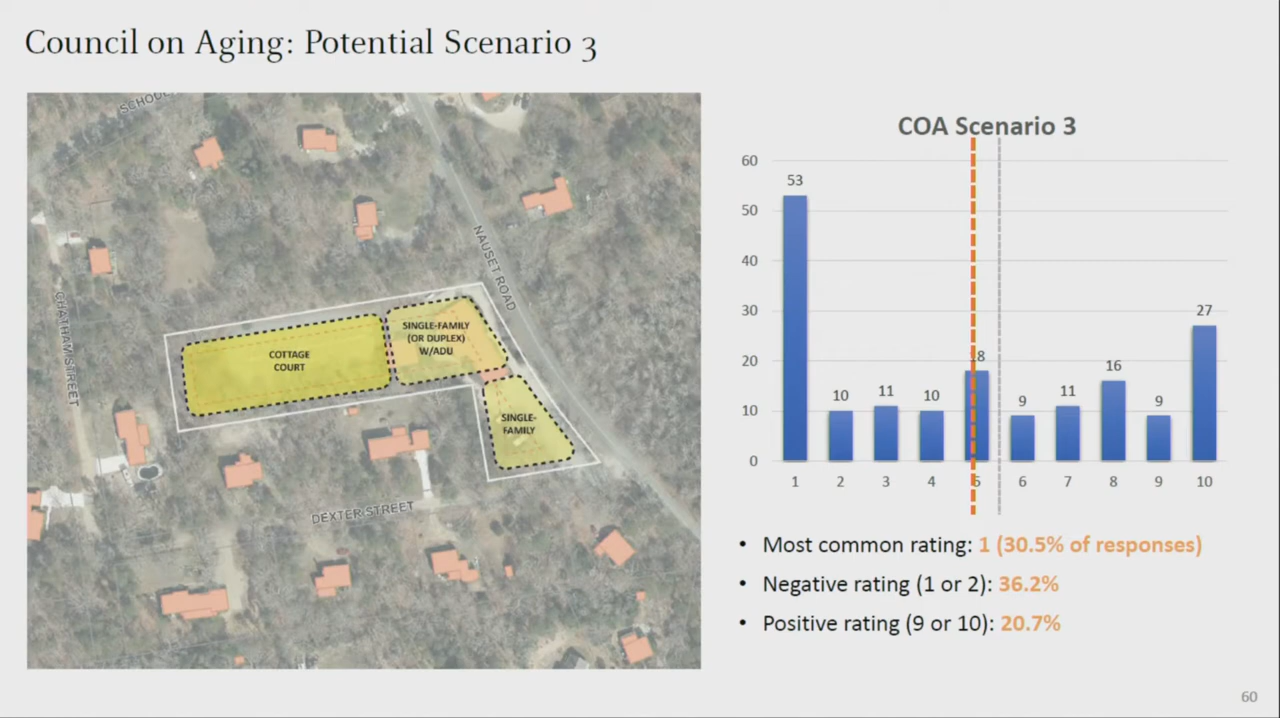 Council on Aging: Potential Scenario 3
CHATHAM STREET
NAUSET ROAD
COTTAGE
COURT
SINGLE-FAMILY
(OR DUPLEX)
W/ADU
SINGLE-
FAMILY
DEXTER STREET
COA Scenario 3
60
50
40
30
20
10
0
53
10
11
10
18
9
11
16
9
27
1 2 3 4 5 6 7 8 9 10
• Most common rating: 1 (30.5% of responses)
• Negative rating (1 or 2): 36.2%
• Positive rating (9 or 10): 20.7%
60